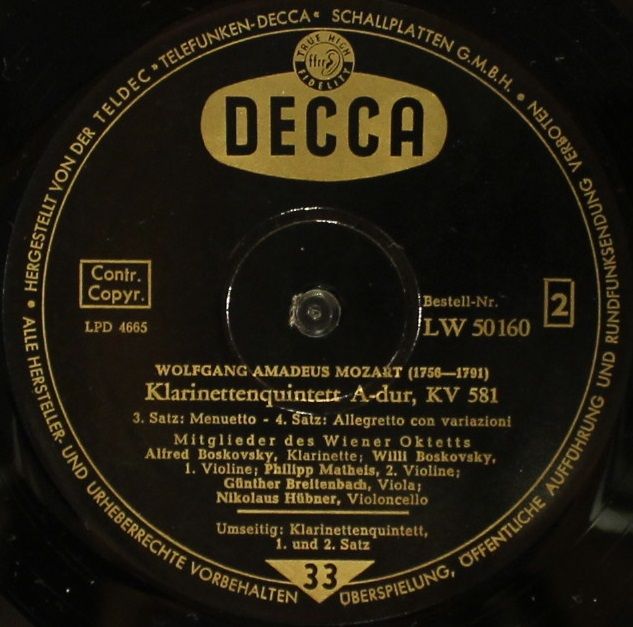 HERGESTELLT VON DER TELDEC »TELEFUNKEN-DECCA« SCHALLPLATTEN G.M.B.H. •
TRUE HIGH
ffrr
FIDELITY
DECCA
Contr.
Copyr.
LPD 4665
Bestell-Nr.
LW 50160
2
WOLFGANG AMADEUS MOZART (1756—1791)
Klarinettenquintett A-dur, KV 581
3. Satz: Menuetto - 4. Satz: Allegretto con variazioni
Mitglieder des Wiener Oktetts
Alfred Boskovsky, Klarinette; Willi Boskovsky,
1. Violine; Philipp Matheis, 2. Violine;
Günther Breitenbach, Viola;
Nikolaus Hübner, Violoncello
Umseitig: Klarinettenquintett,
1. und 2. Satz
33
• ALLE HERSTELLER- UND URHEBERRECHTE VORBEHALTEN
ÜBERSPIELUNG, ÖFFENTLICHE AUFFÜHRUNG UND RUNDFUNKSENDUNG VERBOTEN •